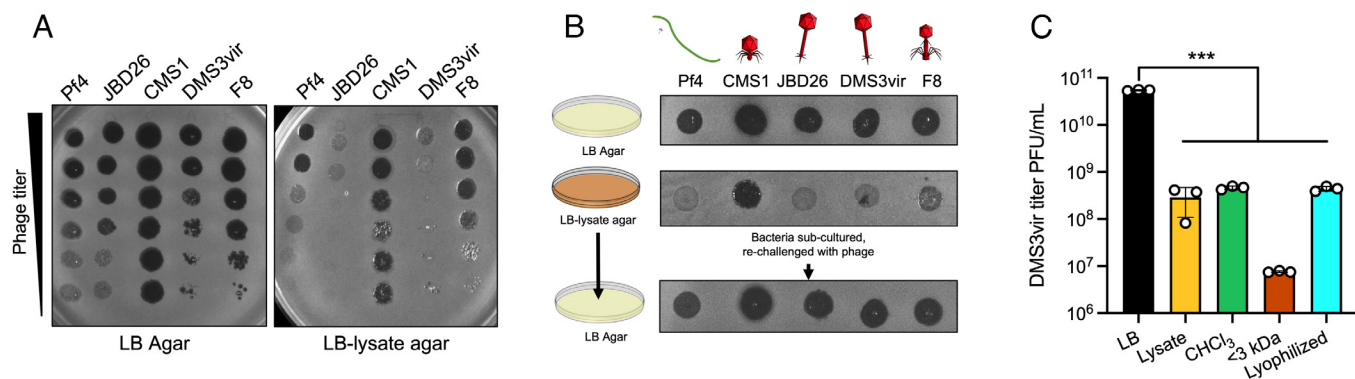 A
Pf4
JBD26
CMS1
DMS3vir
F8
Pf4
JBD26
CMS1
DMS3vir
F8
Phage titer
LB Agar
LB-lysate agar
B
Pf4
CMS1
JBD26
DMS3vir
F8
LB Agar
LB-lysate agar
Bacteria sub-cultured,
re-challenged with phage
LB Agar
C
***
DMS3vir titer PFU/mL
10¹¹
10¹⁰
10⁹
10⁸
10⁷
10⁶
LB
Lysate
CHCl₃
<3 kDa
Lyophilized